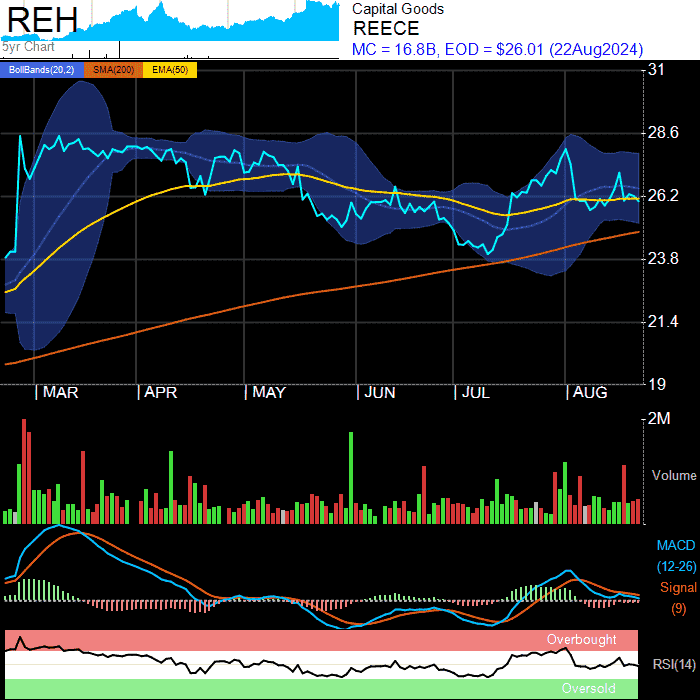 REH
5yr Chart
Capital Goods
REECE
MC = 16.8B, EOD = $26.01 (22Aug2024)
BollBands(20,2) SMA(200) EMA(50)
31
28.6
26.2
23.8
21.4
19
MAR APR MAY JUN JUL AUG
2M
Volume
MACD
(12-26)
Signal
(9)
Overbought
RSI(14)
Oversold